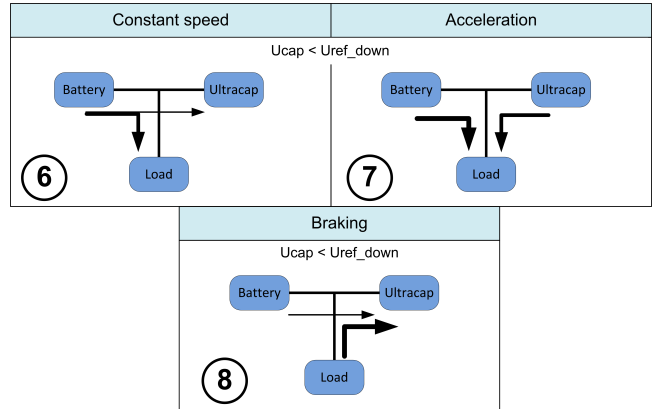 Constant speed
Acceleration
Ucap < Uref_down
Battery
Ultracap
Load
6
Battery
Ultracap
Load
7
Braking
Ucap < Uref_down
Battery
Ultracap
Load
8